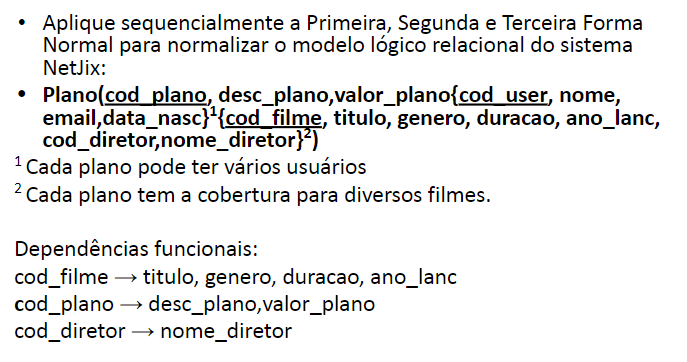 • Aplique sequencialmente a Primeira, Segunda e Terceira Forma
Normal para normalizar o modelo lógico relacional do sistema
NetJix:
• Plano(cod_plano, desc_plano,valor_plano{cod_user, nome,
email,data_nasc}¹{cod_filme, titulo, genero, duracao, ano_lanc,
cod_diretor,nome_diretor}²)
¹ Cada plano pode ter vários usuários
² Cada plano tem a cobertura para diversos filmes.
Dependências funcionais:
cod_filme → titulo, genero, duracao, ano_lanc
cod_plano → desc_plano,valor_plano
cod_diretor → nome_diretor